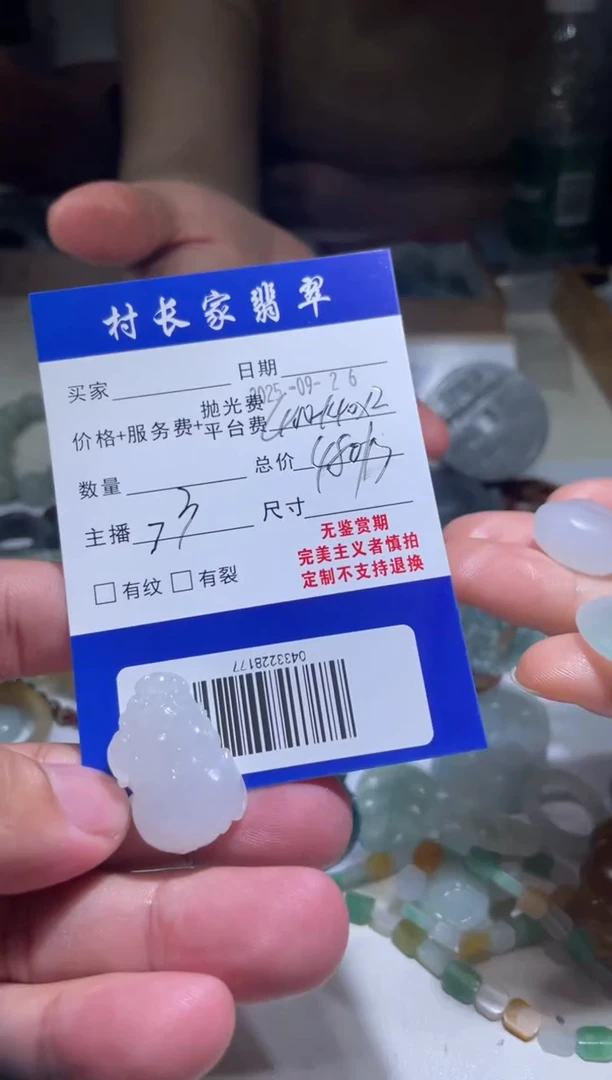 村长家翡翠
买家 日期 2025-09-26
价格+服务费+抛光费平台费
数量 总价 480
主播 77 尺寸
无鉴赏期
完美主义者慎拍
定制不支持退换
□有纹 □有裂
0433228177